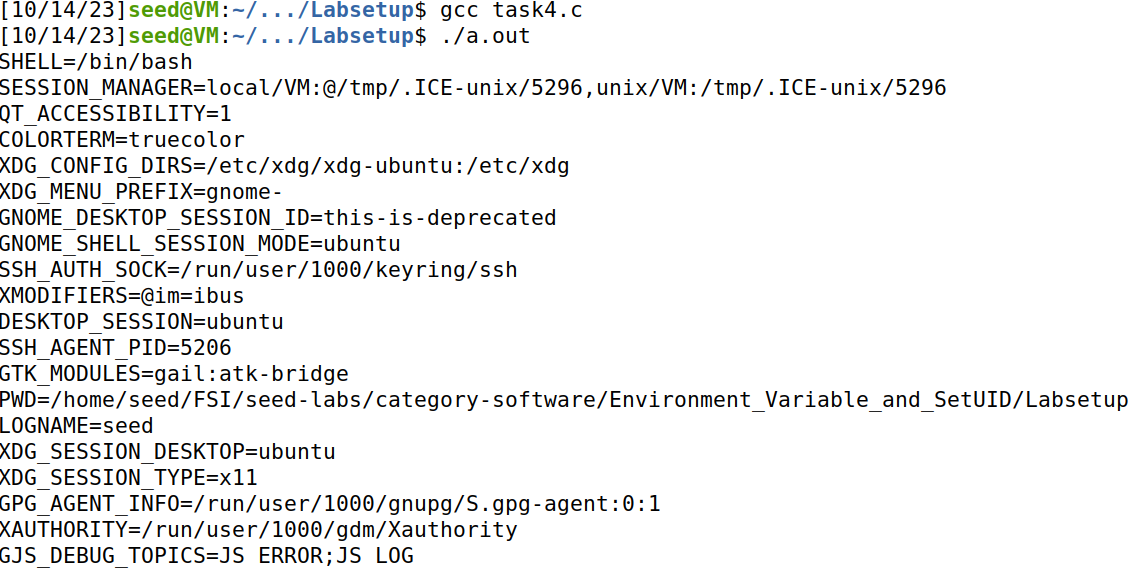 [10/14/23]seed@VM:~/.../Labsetup$ gcc task4.c
[10/14/23]seed@VM:~/.../Labsetup$ ./a.out
SHELL=/bin/bash
SESSION_MANAGER=local/VM:@/tmp/.ICE-unix/5296,unix/VM:/tmp/.ICE-unix/5296
QT_ACCESSIBILITY=1
COLORTERM=truecolor
XDG_CONFIG_DIRS=/etc/xdg/xdg-ubuntu:/etc/xdg
XDG_MENU_PREFIX=gnome-
GNOME_DESKTOP_SESSION_ID=this-is-deprecated
GNOME_SHELL_SESSION_MODE=ubuntu
SSH_AUTH_SOCK=/run/user/1000/keyring/ssh
XMODIFIERS=@im=ibus
DESKTOP_SESSION=ubuntu
SSH_AGENT_PID=5206
GTK_MODULES=gail:atk-bridge
PWD=/home/seed/FSI/seed-labs/category-software/Environment_Variable_and_SetUID/Labsetup
LOGNAME=seed
XDG_SESSION_DESKTOP=ubuntu
XDG_SESSION_TYPE=x11
GPG_AGENT_INFO=/run/user/1000/gnupg/S.gpg-agent:0:1
XAUTHORITY=/run/user/1000/gdm/Xauthority
GJS_DEBUG_TOPICS=JS ERROR;JS LOG